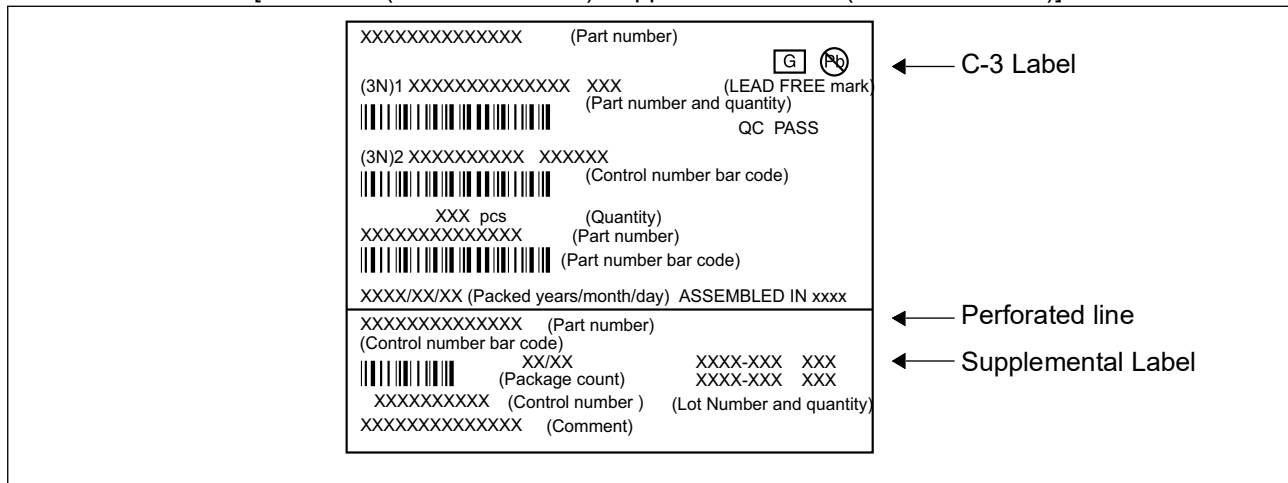 XXXXXXXXXXXXXX (Part number)
G Pb
C-3 Label
(3N)1 XXXXXXXXXXXXXX XXX (LEAD FREE mark)
(Part number and quantity)
QC PASS
(3N)2 XXXXXXXXXX XXXXXX
(Control number bar code)
XXX pcs (Quantity)
XXXXXXXXXXXXXX (Part number)
(Part number bar code)
XXXX/XX/XX (Packed years/month/day) ASSEMBLED IN xxxx
Perforated line
XXXXXXXXXXXXXX (Part number)
(Control number bar code)
Supplemental Label
XX/XX XXXX-XXX XXX
(Package count) XXXX-XXX XXX
XXXXXXXXXX (Control number ) (Lot Number and quantity)
XXXXXXXXXXXXXX (Comment)